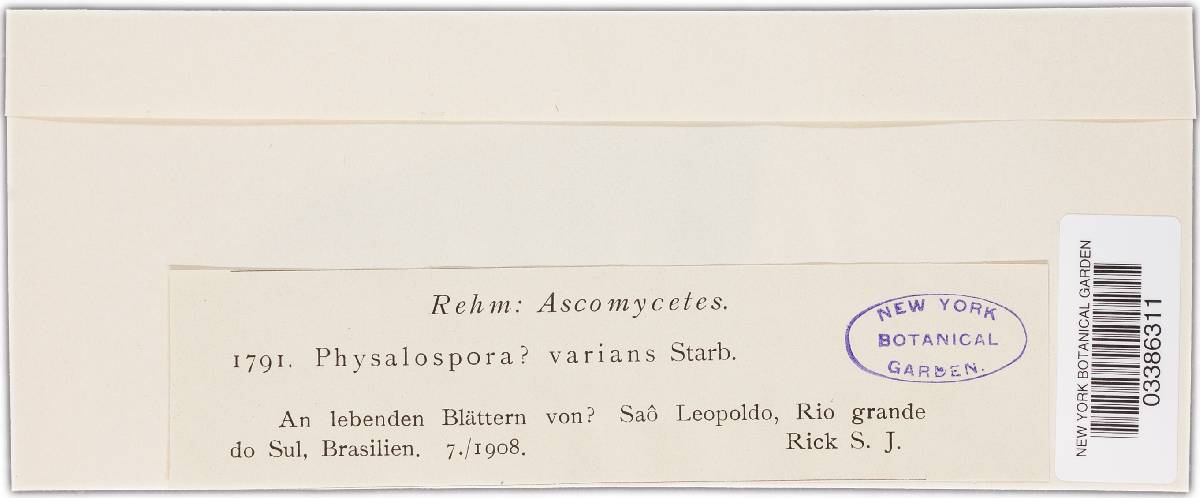 Rehm: Ascomycetes.
1791. Physalospora? varians Starb.
An lebenden Blättern von? Saô Leopoldo, Rio grande
do Sul, Brasilien. 7./1908. Rick S. J.
NEW YORK
BOTANICAL
GARDEN.
NEW YORK BOTANICAL GARDEN
03386311